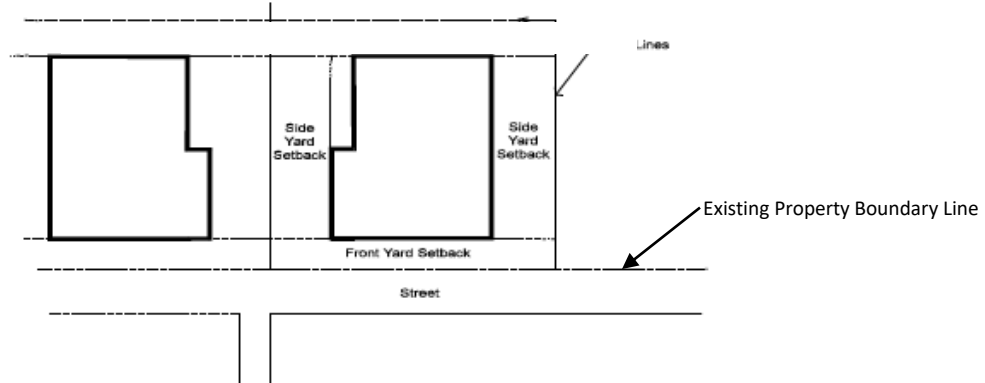 Lines
Side
Yard
Setback
Side
Yard
Setback
Existing Property Boundary Line
Front Yard Setback
Street